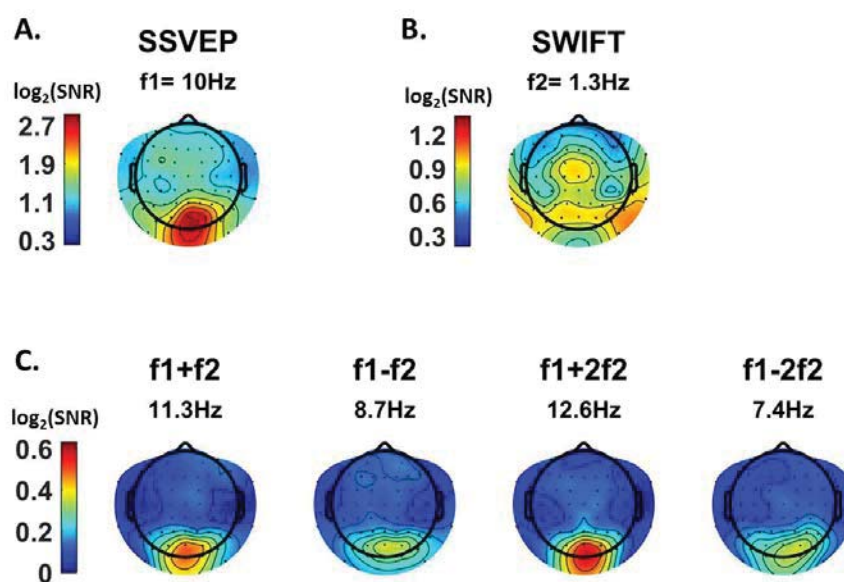 A.
SSVEP
f1= 10Hz
log₂(SNR)
2.7
1.9
1.1
0.3
B.
SWIFT
f2= 1.3Hz
log₂(SNR)
1.2
0.9
0.6
0.3
C.
f1+f2 f1-f2 f1+2f2 f1-2f2
11.3Hz 8.7Hz 12.6Hz 7.4Hz
log₂(SNR)
0.6
0.4
0.2
0